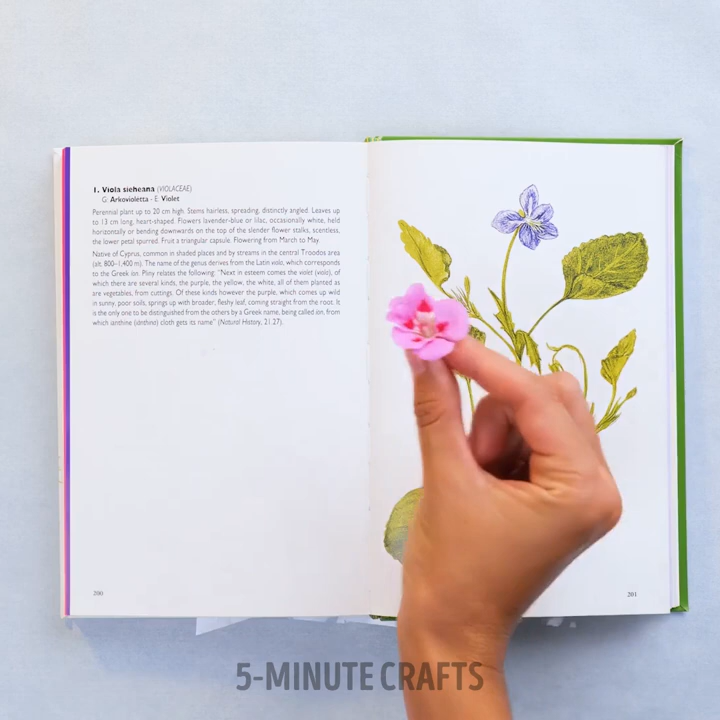 1. Viola sieheana (VIOLACEAE)
G: Arkovioletta - E: Violet
Perennial plant up to 20 cm high. Stems hairless, spreading, distinctly angled. Leaves up
to 13 cm long, heart-shaped. Flowers lavender-blue or lilac, occasionally white, held
horizontally or bending downwards on the top of the slender flower stalks, scentless,
the lower petal spurred. Fruit a triangular capsule. Flowering from March to May.
Native of Cyprus, common in shaded places and by streams in the central Troodos area
(alt. 800–1,400 m). The name of the genus derives from the Latin viola, which corresponds
to the Greek ion. Pliny relates the following: "Next in esteem comes the violet (viola), of
which there are several kinds, the purple, the yellow, the white, all of them planted as
are vegetables, from cuttings. Of these kinds however the purple, which comes up wild
in sunny, poor soils, springs up with broader, fleshy leaf, coming straight from the root. It
is the only one to be distinguished from the others by a Greek name, being called ion, from
which ianthine (ianthina) cloth gets its name" (Natural History, 21.27).
200
201
5-MINUTE CRAFTS